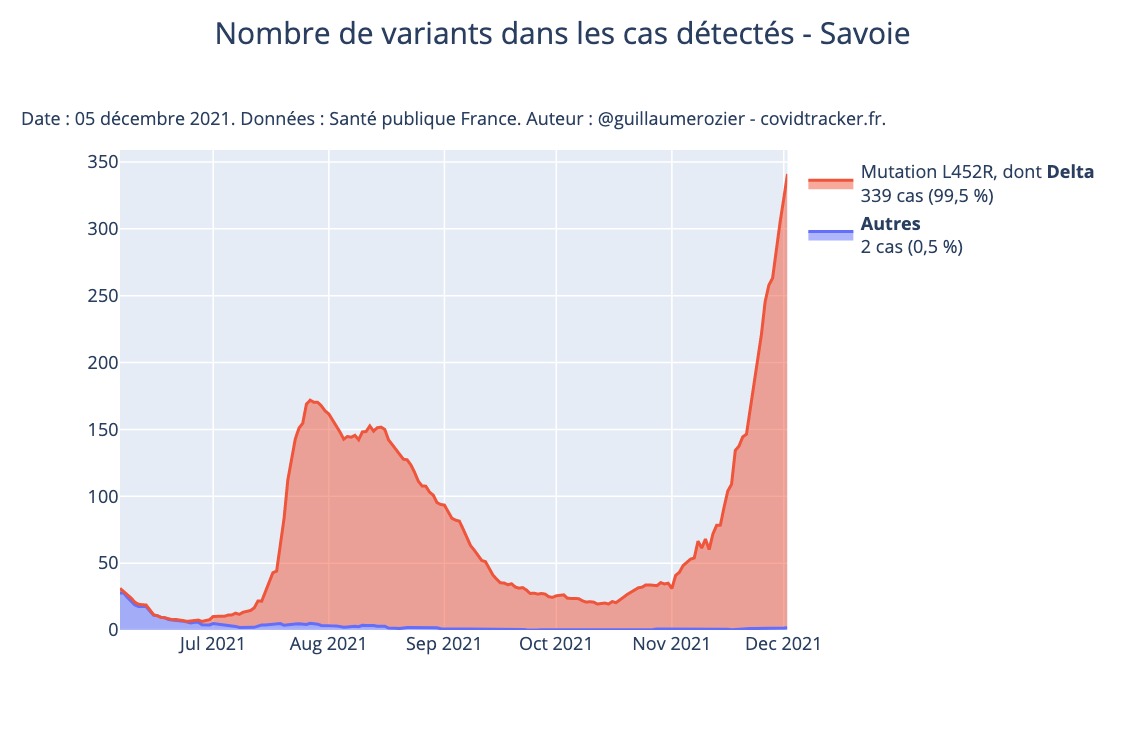 Nombre de variants dans les cas détectés - Savoie
Date : 05 décembre 2021. Données : Santé publique France. Auteur : @guillaumerozier - covidtracker.fr.
350
300
250
200
150
100
50
0
Jul 2021 Aug 2021 Sep 2021 Oct 2021 Nov 2021 Dec 2021
Mutation L452R, dont Delta
339 cas (99,5 %)
Autres
2 cas (0,5 %)